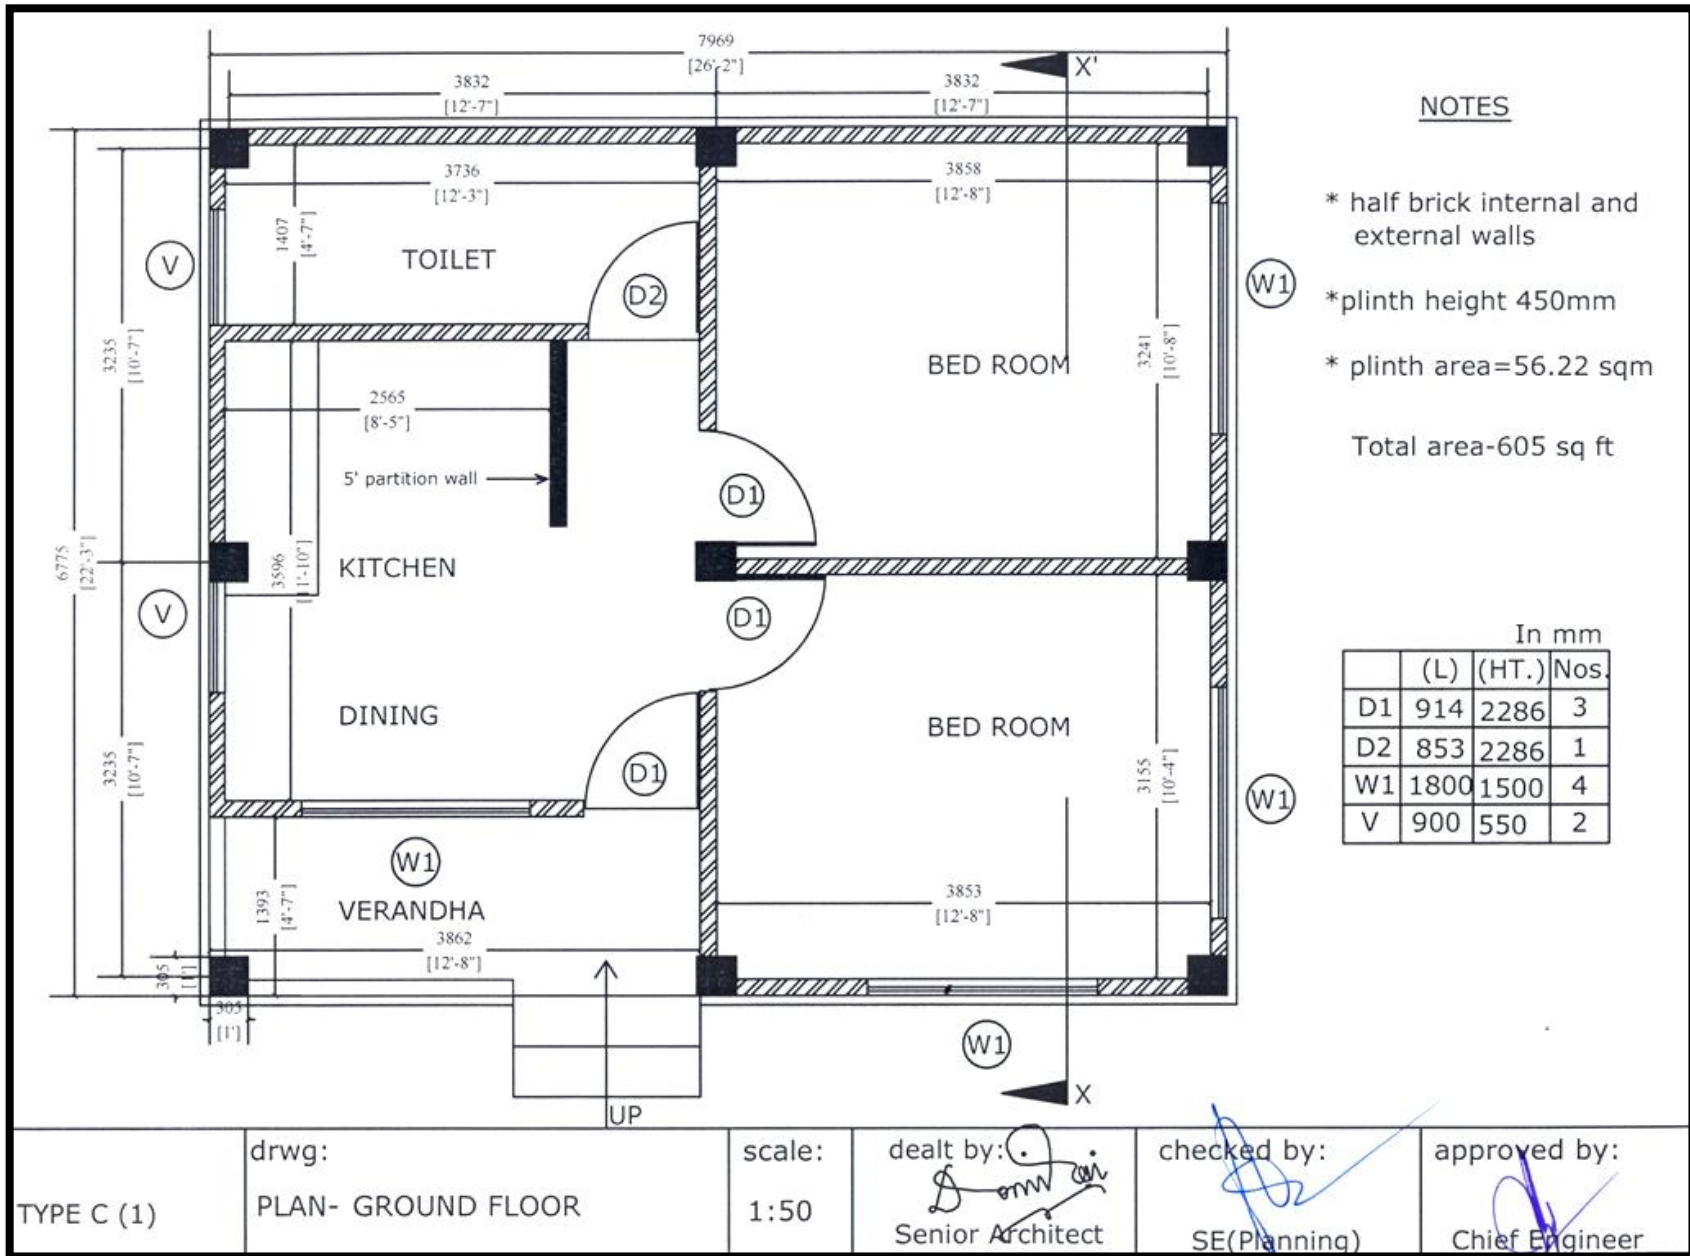 7969
[26'-2"]
X'
3832
[12'-7"]
3832
[12'-7"]
3736
[12'-3"]
3858
[12'-8"]
1407
[4'-7"]
TOILET
V
D2
W1
3235
[10'-7"]
BED ROOM
3241
[10'-8"]
2565
[8'-5"]
5' partition wall
D1
6775
[22'-3"]
3596
[11'-10"]
KITCHEN
V
D1
DINING
BED ROOM
3235
[10'-7"]
D1
3155
[10'-4"]
W1
W1
1393
[4'-7"]
VERANDHA
3853
[12'-8"]
3862
[12'-8"]
305
[1']
305
[1']
W1
X
UP
NOTES
* half brick internal and
external walls
*plinth height 450mm
* plinth area=56.22 sqm
Total area-605 sq ft
In mm
(L) (HT.) Nos.
D1 914 2286 3
D2 853 2286 1
W1 1800 1500 4
V 900 550 2
TYPE C (1)
drwg:
PLAN- GROUND FLOOR
scale:
1:50
dealt by:
Senior Architect
checked by:
SE(Planning)
approved by:
Chief Engineer